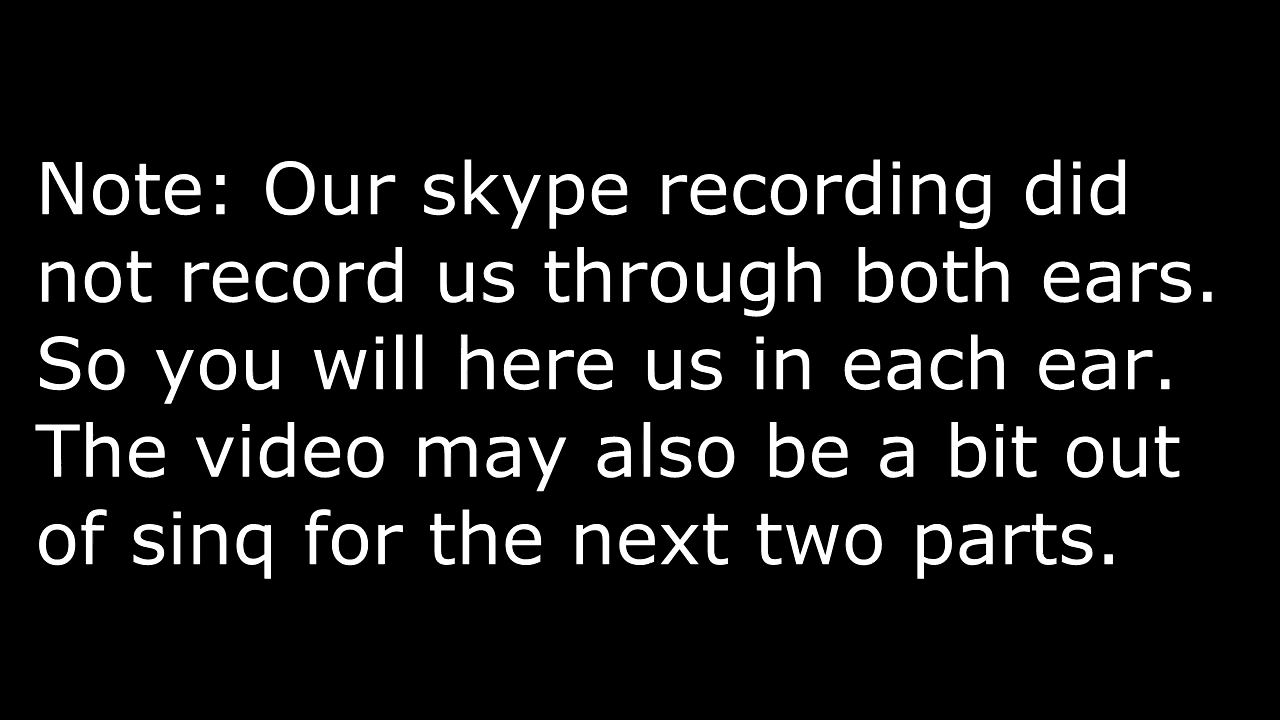 Note: Our skype recording did
not record us through both ears.
So you will here us in each ear.
The video may also be a bit out
of sinq for the next two parts.